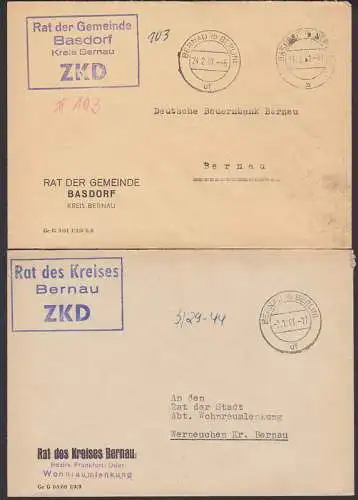 Rat der Gemeinde
Basdorf
Kreis Bernau
ZKD
103
BERNAU b BERLIN
103
Deutsche Bauernbank Bernau
Bernau
RAT DER GEMEINDE
BASDORF
KREIS BERNAU
Rat des Kreises
Bernau
ZKD
BERNAU b BERLIN
An den
Rat der Stadt
Abt. Wohnraumlenkung
Werneuchen Kr. Bernau
Rat des Kreises Bernau
Bezirk Frankfurt/Oder
Wohnraumlenkung